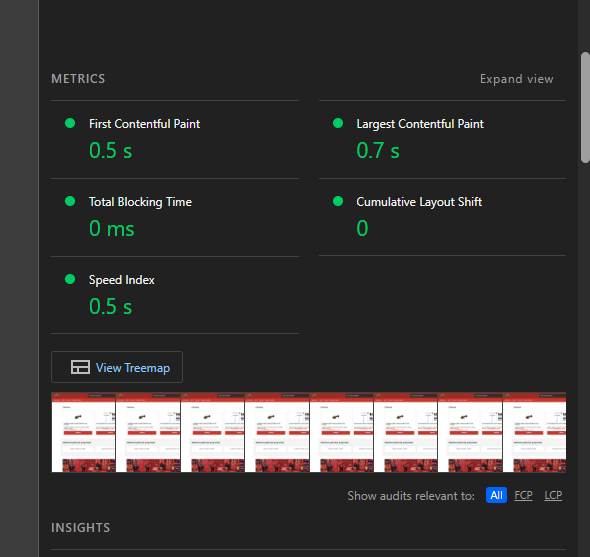 METRICS
Expand view
First Contentful Paint
0.5 s
Largest Contentful Paint
0.7 s
Total Blocking Time
0 ms
Cumulative Layout Shift
0
Speed Index
0.5 s
View Treemap
Show audits relevant to: All FCP LCP
INSIGHTS